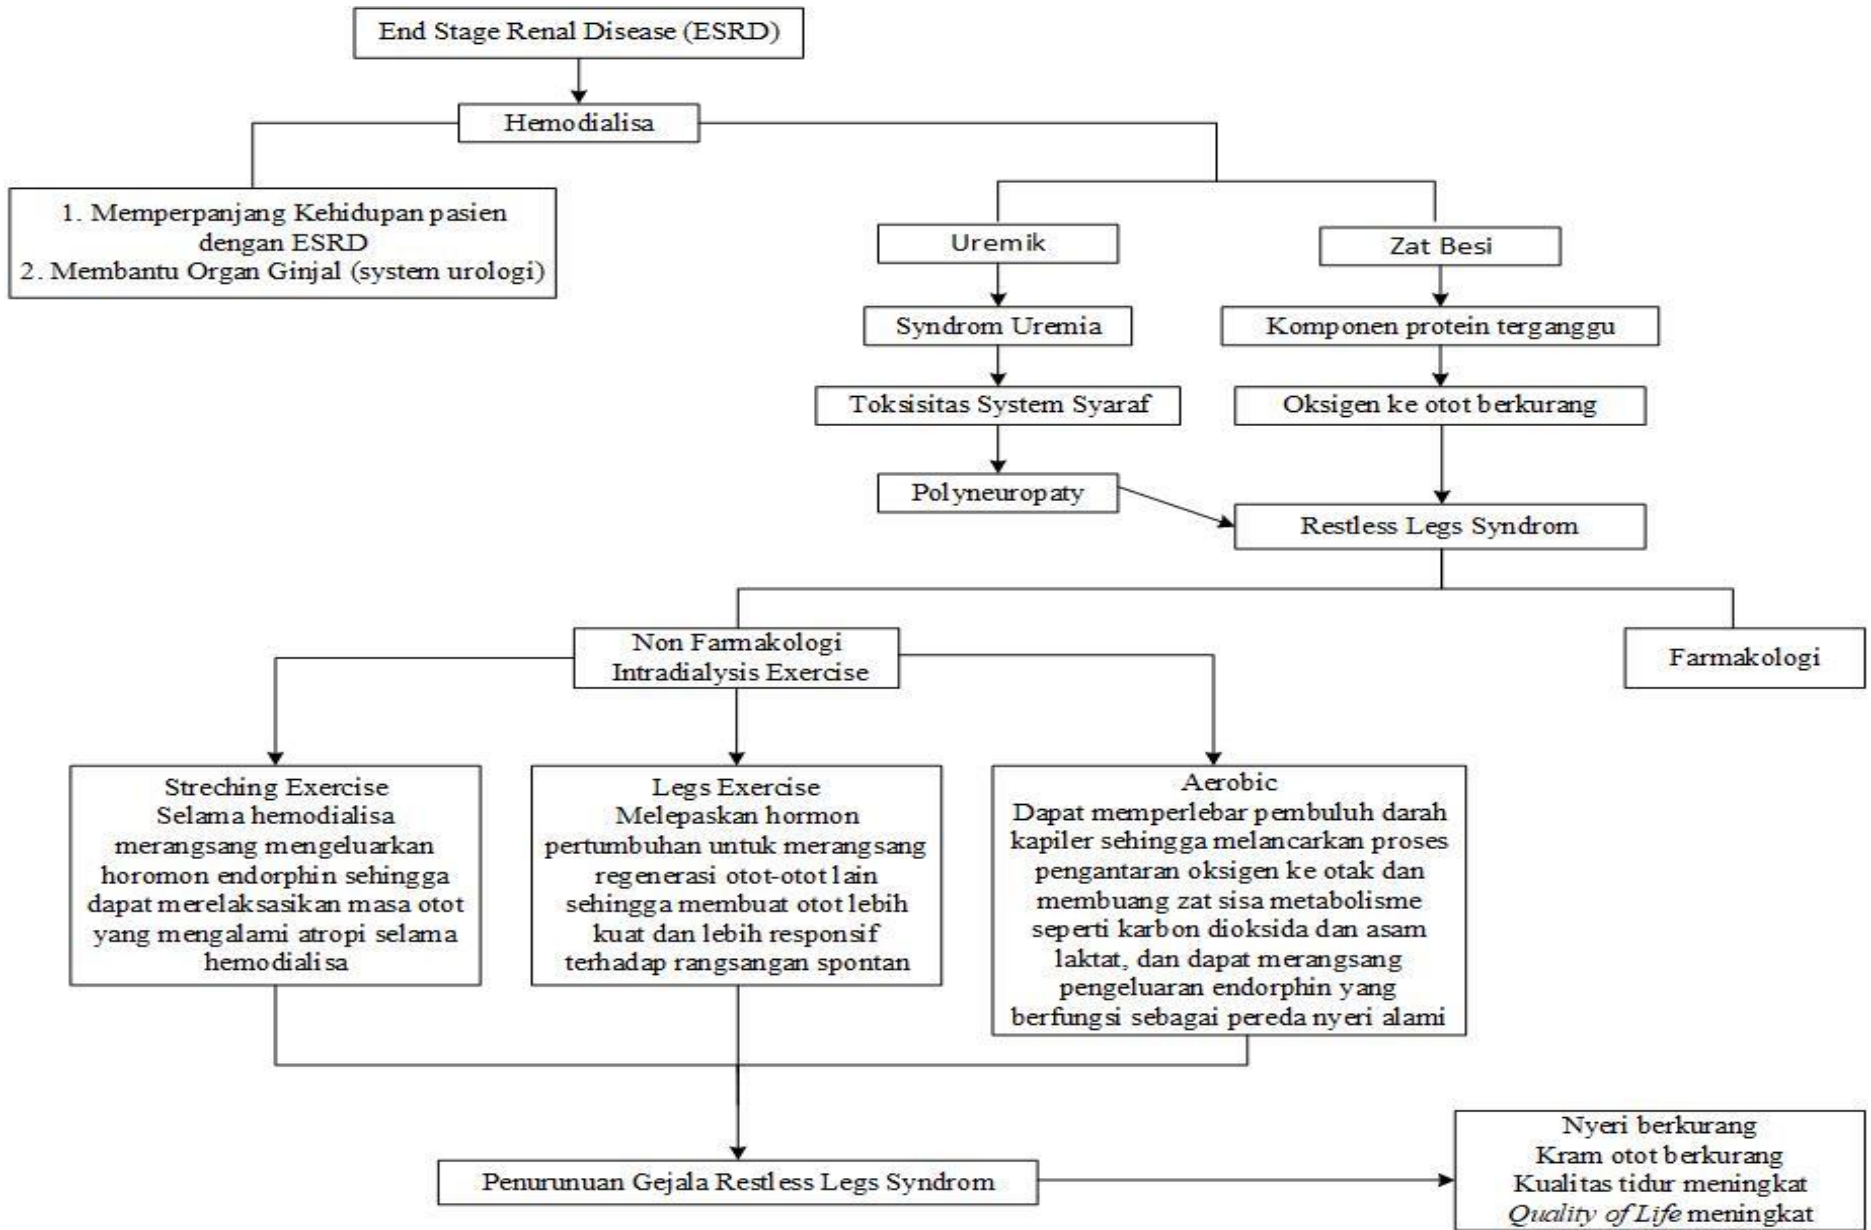 End Stage Renal Disease (ESRD)
Hemodialisa
1. Memperpanjang Kehidupan pasien
dengan ESRD
2. Membantu Organ Ginjal (system urologi)
Uremik
Zat Besi
Syndrom Uremia
Komponen protein terganggu
Toksisitas System Syaraf
Oksigen ke otot berkurang
Polyneuropaty
Restless Legs Syndrom
Non Farmakologi
Intradialysis Exercise
Farmakologi
Streching Exercise
Selama hemodialisa
merangsang mengeluarkan
horomon endorphin sehingga
dapat merelaksasikan masa otot
yang mengalami atropi selama
hemodialisa
Legs Exercise
Melepaskan hormon
pertumbuhan untuk merangsang
regenerasi otot-otot lain
sehingga membuat otot lebih
kuat dan lebih responsif
terhadap rangsangan spontan
Aerobic
Dapat memperlebar pembuluh darah
kapiler sehingga melancarkan proses
pengantaran oksigen ke otak dan
membuang zat sisa metabolisme
seperti karbon dioksida dan asam
laktat, dan dapat merangsang
pengeluaran endorphin yang
berfungsi sebagai pereda nyeri alami
Penurunuan Gejala Restless Legs Syndrom
Nyeri berkurang
Kram otot berkurang
Kualitas tidur meningkat
Quality of Life meningkat